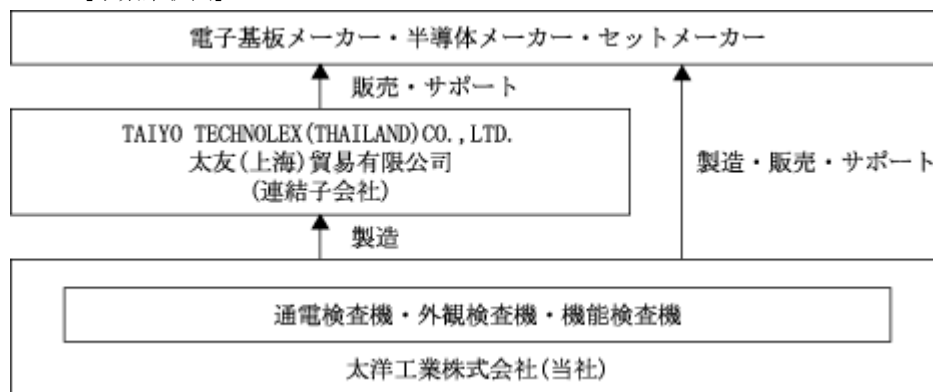 電子基板メーカー・半導体メーカー・セットメーカー
販売・サポート
TAIYO TECHNOLEX(THAILAND)CO.,LTD.
太友(上海)貿易有限公司
(連結子会社)
製造・販売・サポート
製造
通電検査機・外観検査機・機能検査機
太洋工業株式会社(当社)